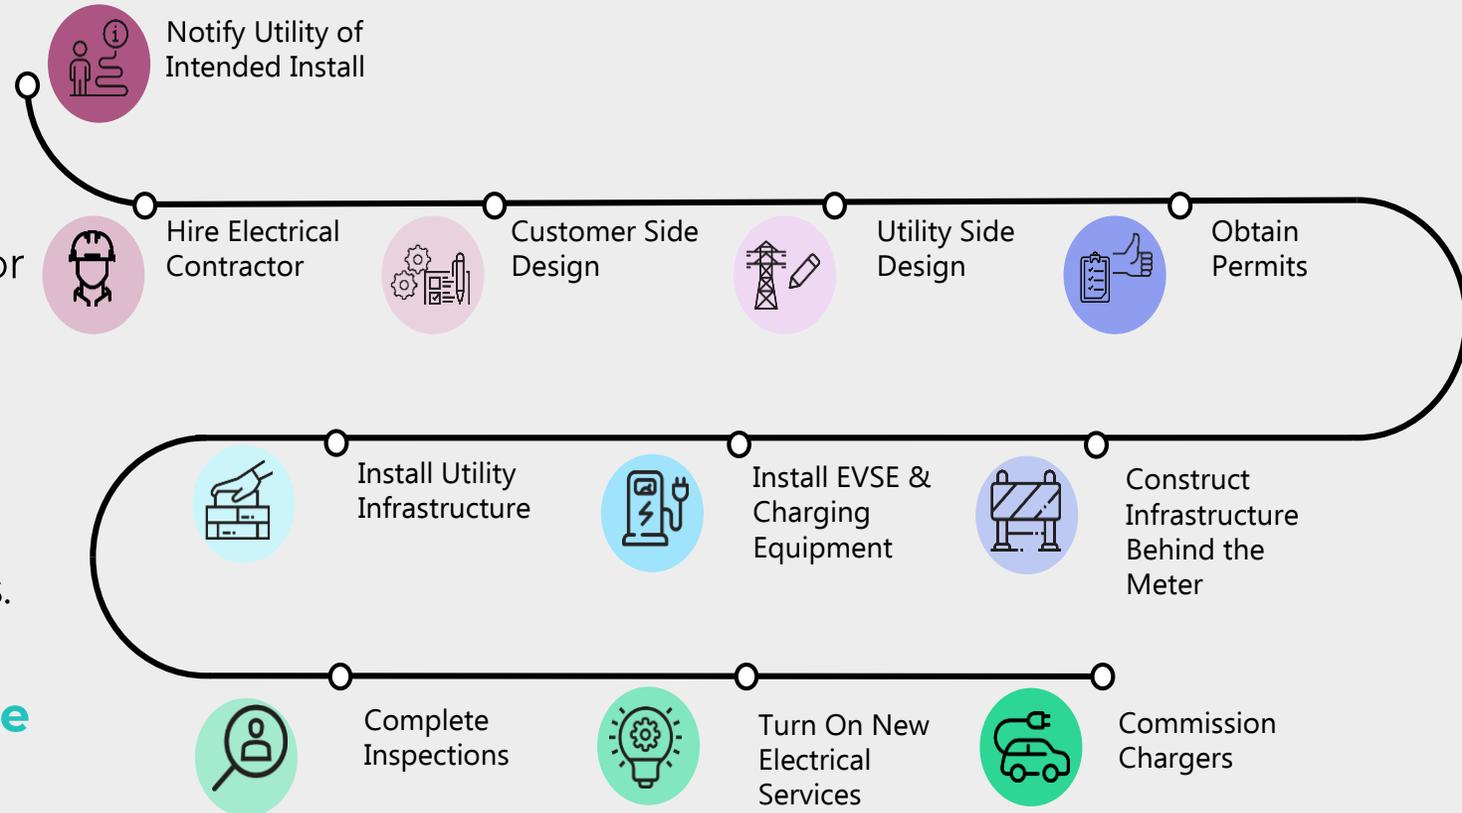 Notify Utility of
Intended Install
or
Hire Electrical
Contractor
Customer Side
Design
Utility Side
Design
Obtain
Permits
Install Utility
Infrastructure
Install EVSE &
Charging
Equipment
Construct
Infrastructure
Behind the
Meter
s.
e
Complete
Inspections
Turn On New
Electrical
Services
Commission
Chargers